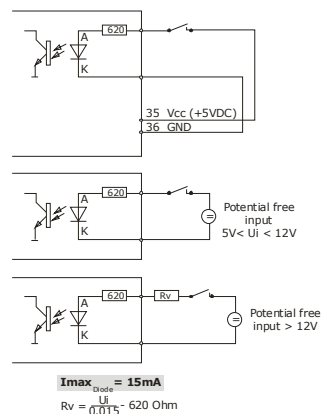 A
620
K
35 Vcc (+5VDC)
36 GND
A
620
K
=
Potential free
input
5V< Ui < 12V
A
620
Rv
K
=
Potential free
input > 12V
Imax Diode = 15mA
Rv = Ui / 0.015 - 620 Ohm